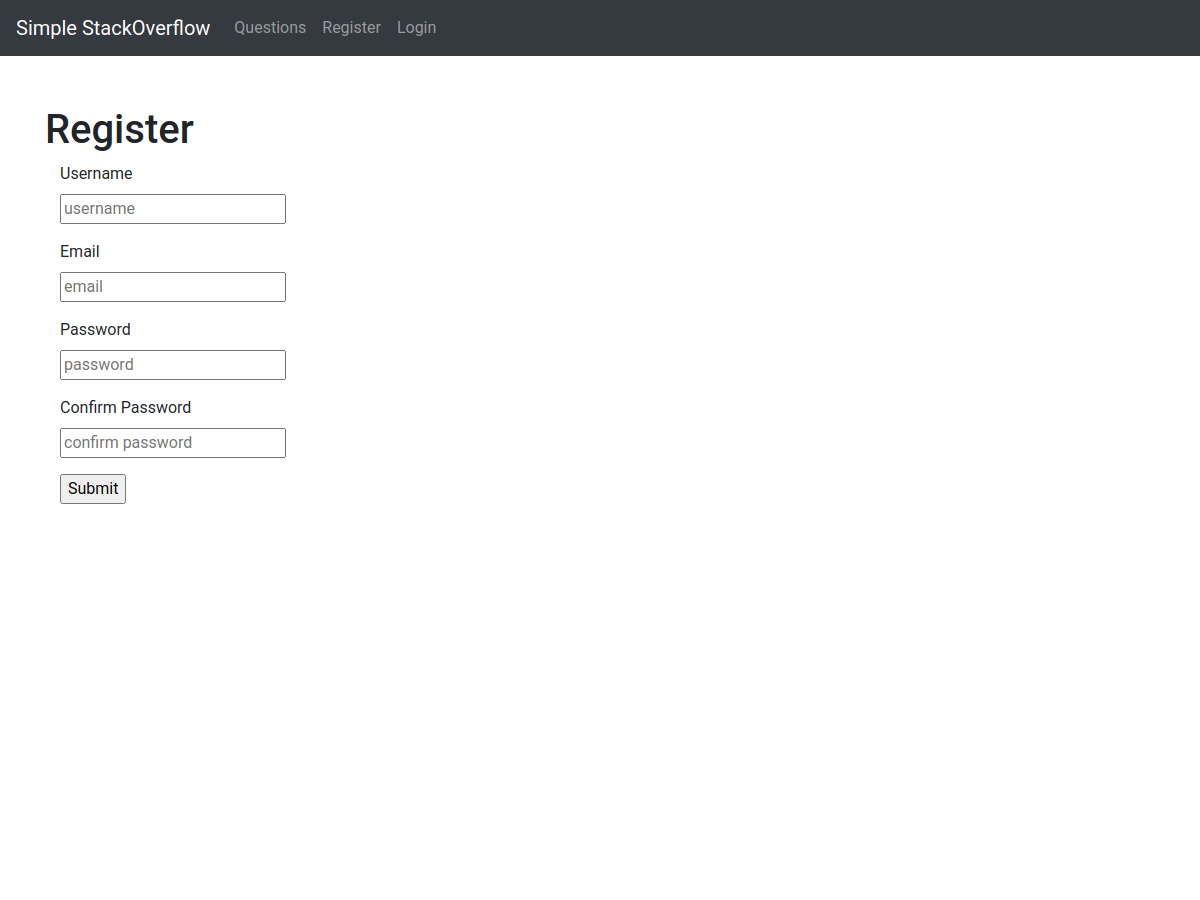 Simple StackOverflow Questions Register Login
Register
Username
username
Email
email
Password
password
Confirm Password
confirm password
Submit